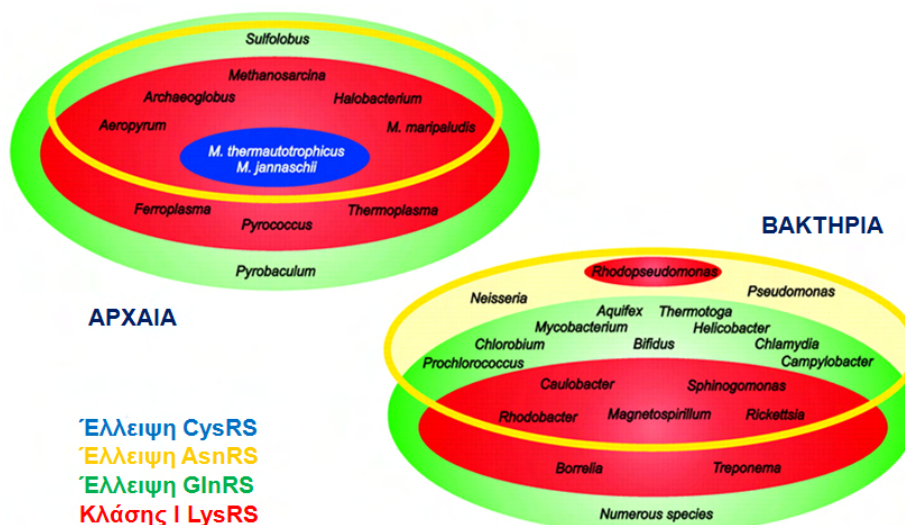 Sulfolobus
Methanosarcina
Archaeoglobus
Halobacterium
Aeropyrum
M. maripaludis
M. thermautotrophicus
M. jannaschii
Ferroplasma
Thermoplasma
Pyrococcus
Pyrobaculum
ΑΡΧΑΙΑ
ΒΑΚΤΗΡΙΑ
Rhodopseudomonas
Neisseria
Pseudomonas
Aquifex
Thermotoga
Mycobacterium
Helicobacter
Chlorobium
Bifidus
Chlamydia
Prochlorococcus
Campylobacter
Caulobacter
Sphinogomonas
Rhodobacter
Magnetospirillum
Rickettsia
Borrelia
Treponema
Numerous species
Έλλειψη CysRS
Έλλειψη AsnRS
Έλλειψη GlnRS
Κλάσης I LysRS